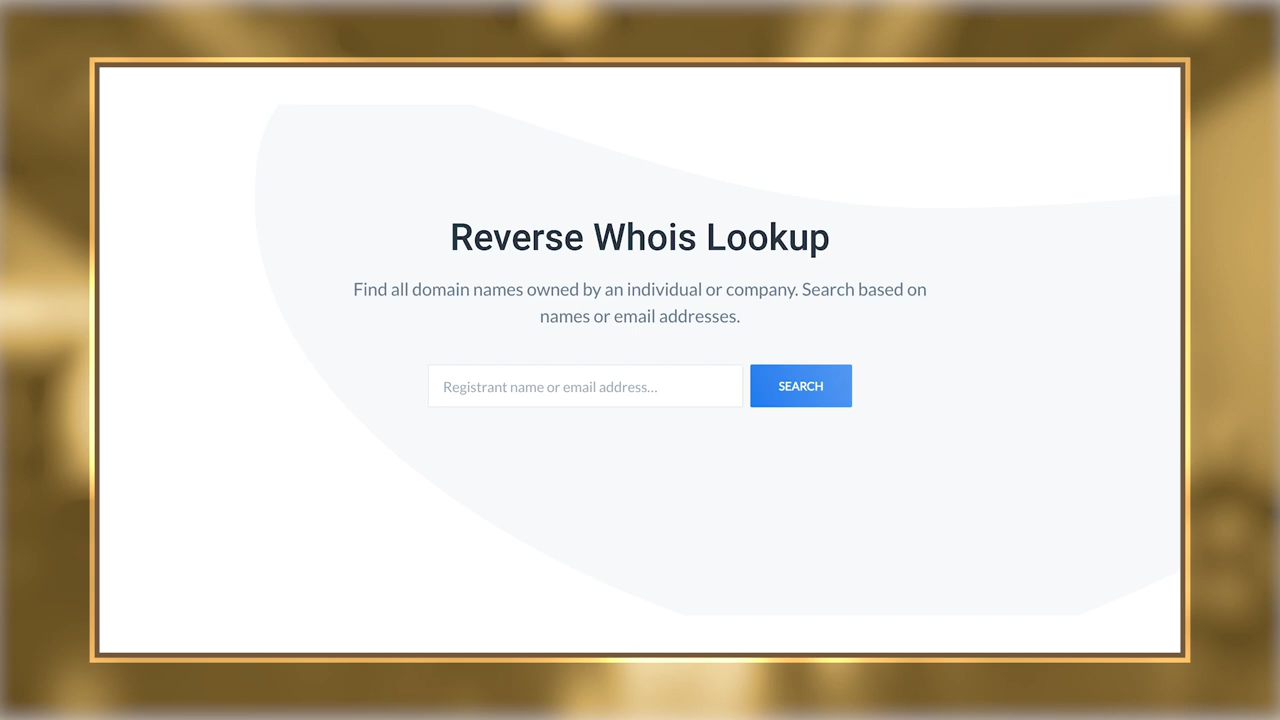 Reverse Whois Lookup
Find all domain names owned by an individual or company. Search based on
names or email addresses.
Registrant name or email address...
SEARCH